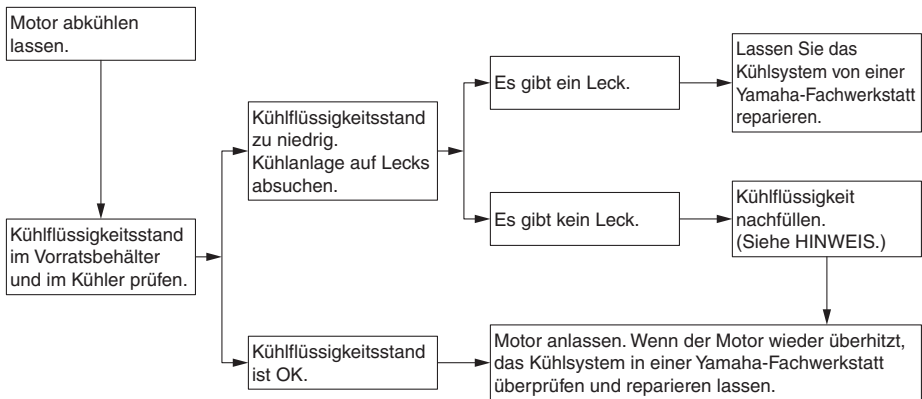 Motor abkühlen
lassen.
Kühlflüssigkeitsstand
im Vorratsbehälter
und im Kühler prüfen.
Kühlflüssigkeitsstand
zu niedrig.
Kühlanlage auf Lecks
absuchen.
Es gibt ein Leck.
Lassen Sie das
Kühlsystem von einer
Yamaha-Fachwerkstatt
reparieren.
Es gibt kein Leck.
Kühlflüssigkeit
nachfüllen.
(Siehe HINWEIS.)
Kühlflüssigkeitsstand
ist OK.
Motor anlassen. Wenn der Motor wieder überhitzt,
das Kühlsystem in einer Yamaha-Fachwerkstatt
überprüfen und reparieren lassen.